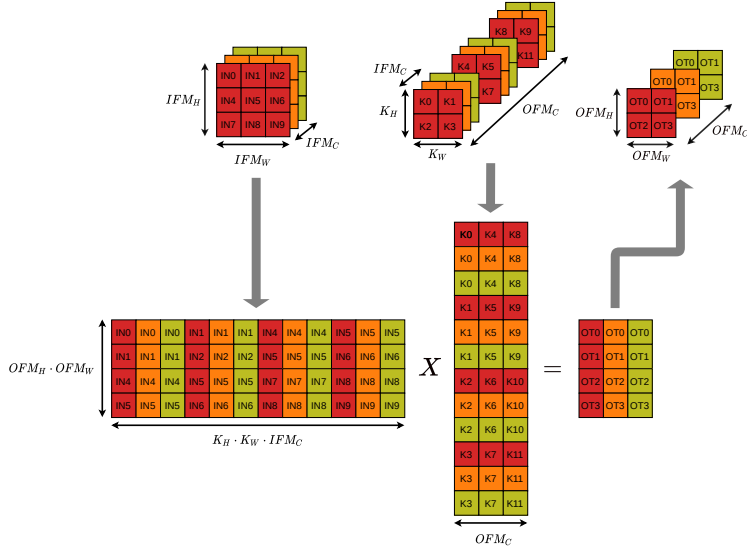 IN0 IN1 IN2
IN4 IN5 IN6
IN7 IN8 IN9
IFM_H
IFM_W
IFM_C
K8 K9
K11
K4 K5
K7
K0 K1
K2 K3
IFM_C
K_H
K_W
OFM_C
OT0 OT1
OT3
OT0 OT1
OT3
OT0 OT1
OT2 OT3
OFM_H
OFM_W
OFM_C
IN0 IN0 IN0 IN1 IN1 IN1 IN4 IN4 IN4 IN5 IN5 IN5
IN1 IN1 IN1 IN2 IN2 IN2 IN5 IN5 IN5 IN6 IN6 IN6
IN4 IN4 IN4 IN5 IN5 IN5 IN7 IN7 IN7 IN8 IN8 IN8
IN5 IN5 IN5 IN6 IN6 IN6 IN8 IN8 IN8 IN9 IN9 IN9
OFM_H · OFM_W
K_H · K_W · IFM_C
X
K0 K4 K8
K0 K4 K8
K0 K4 K8
K1 K5 K9
K1 K5 K9
K1 K5 K9
K2 K6 K10
K2 K6 K10
K2 K6 K10
K3 K7 K11
K3 K7 K11
K3 K7 K11
OFM_C
=
OT0 OT0 OT0
OT1 OT1 OT1
OT2 OT2 OT2
OT3 OT3 OT3